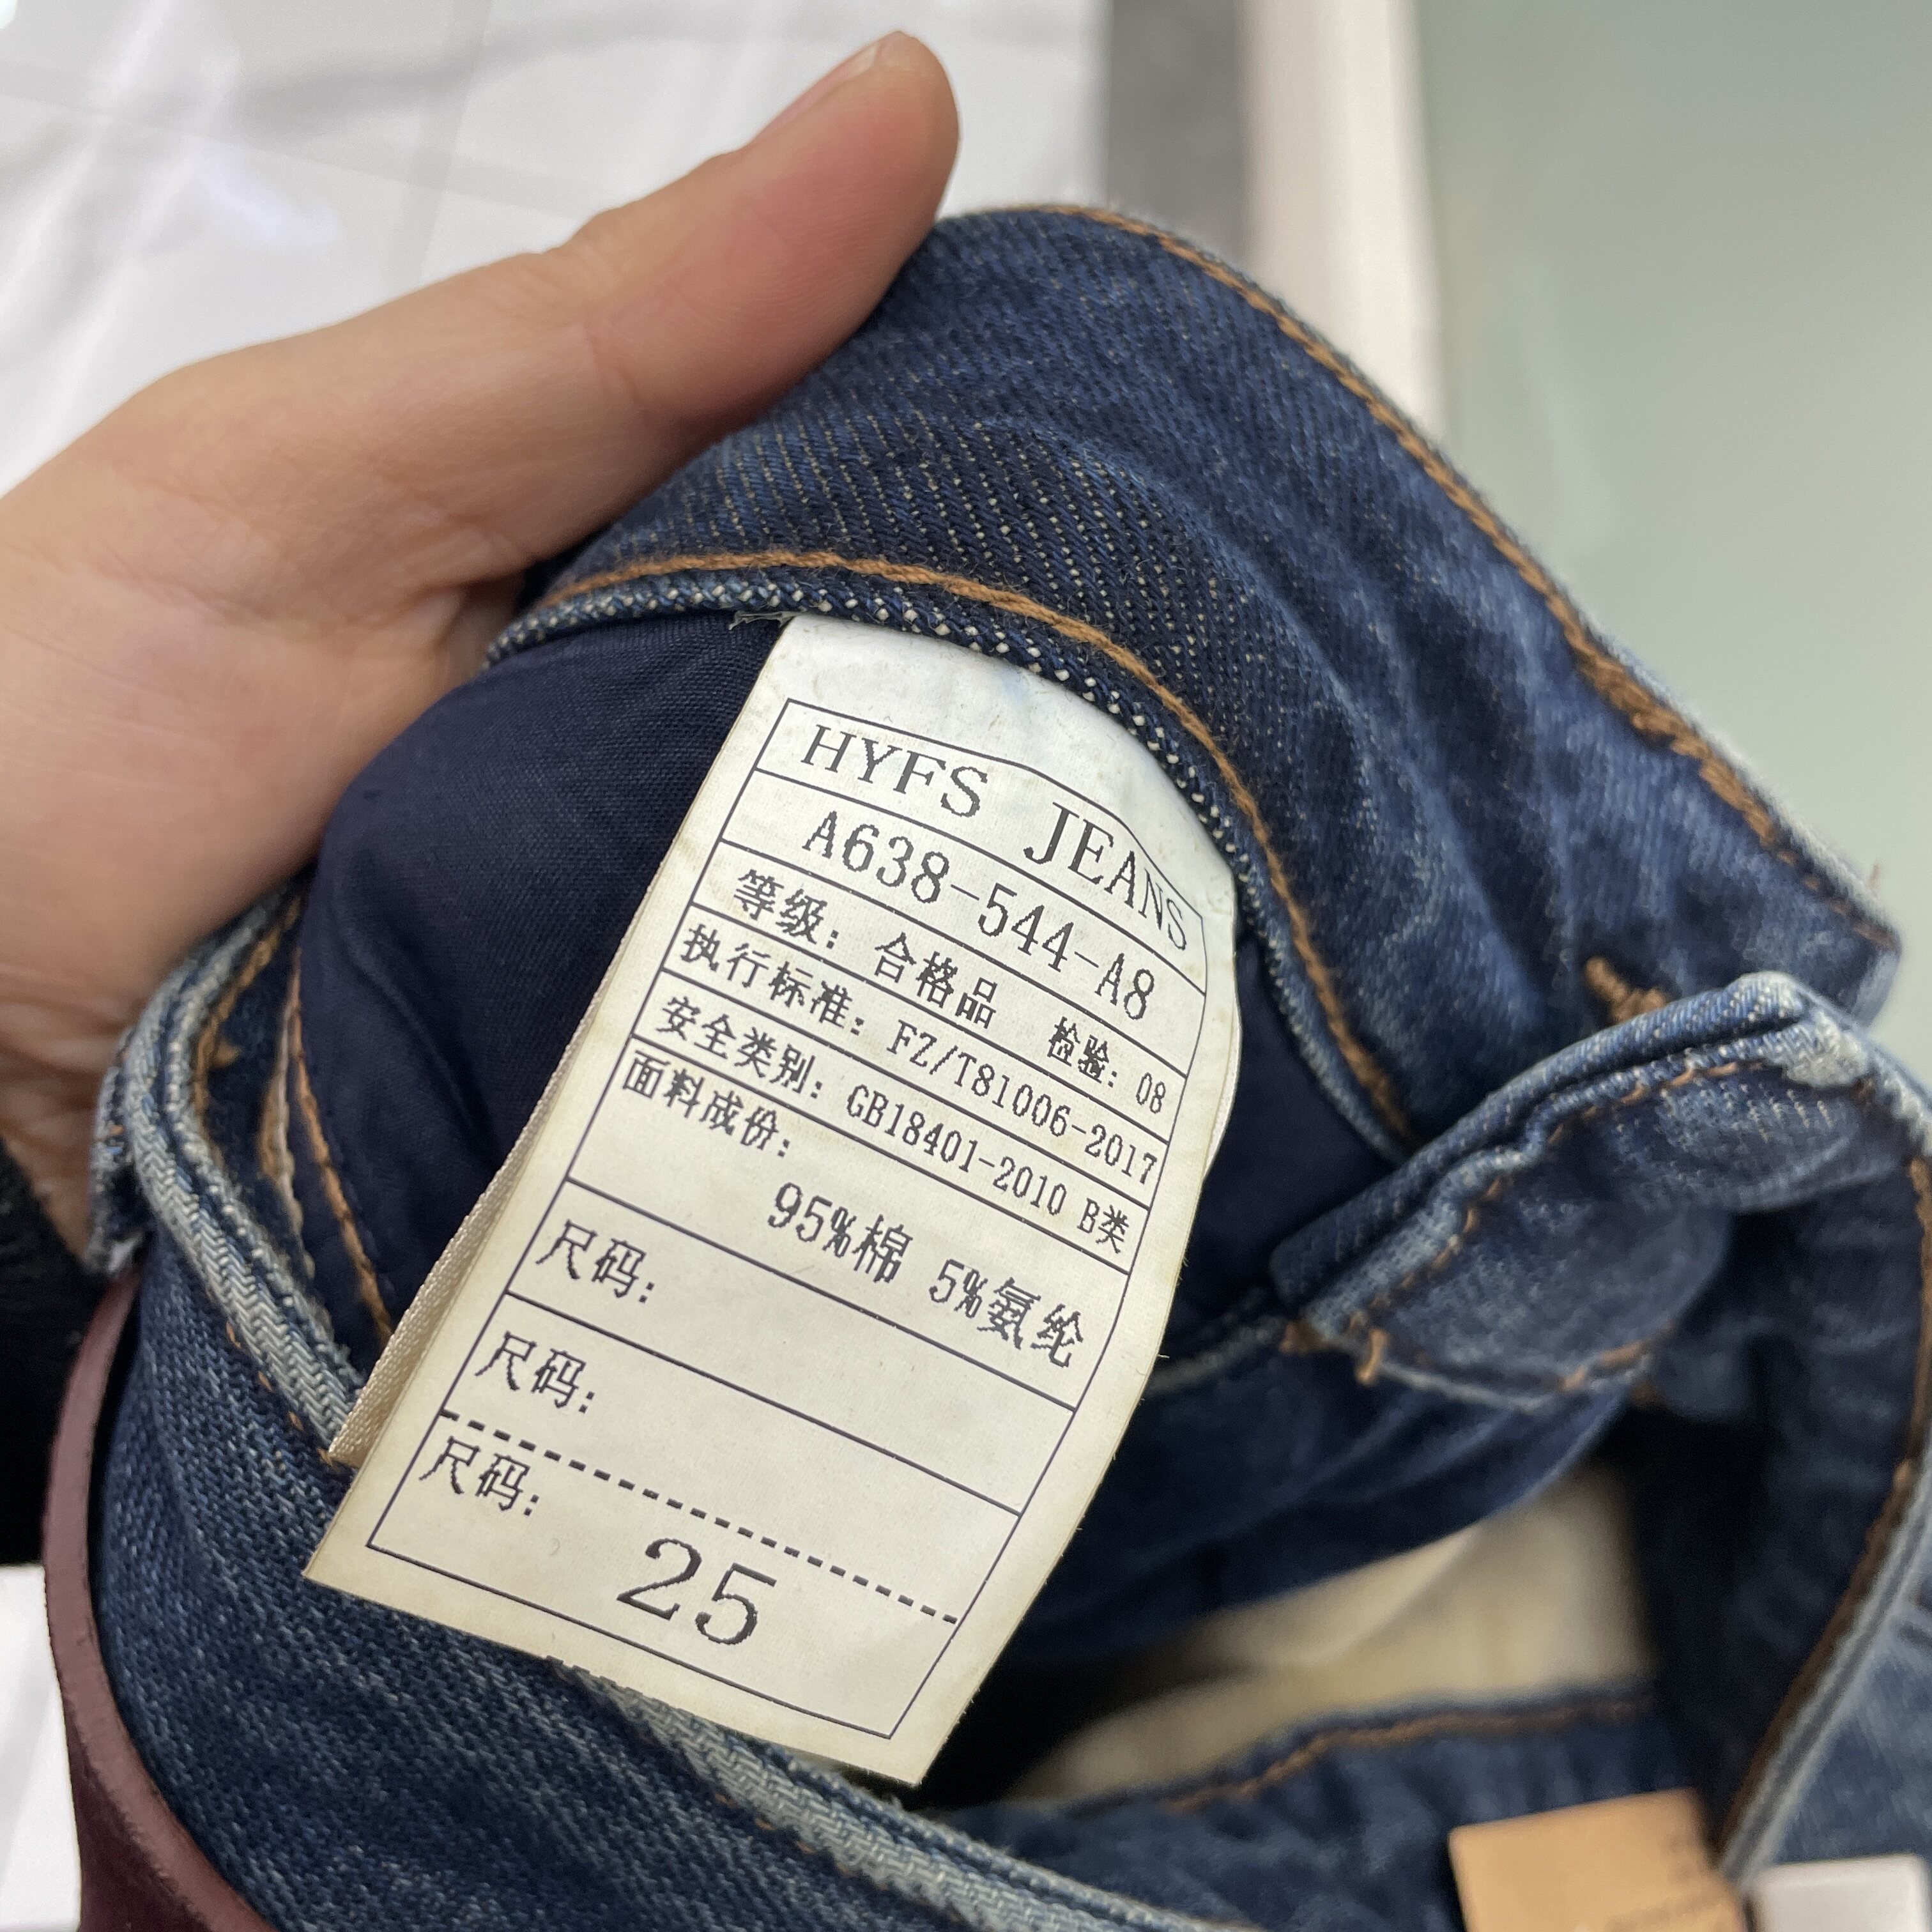 HYFS JEANS
A638-544-A8
等级：合格品 检验：08
执行标准：FZ/T81006-2017
安全类别：GB18401-2010 B类
面料成份：
95%棉 5%氨纶
尺码：
尺码：
尺码：
25